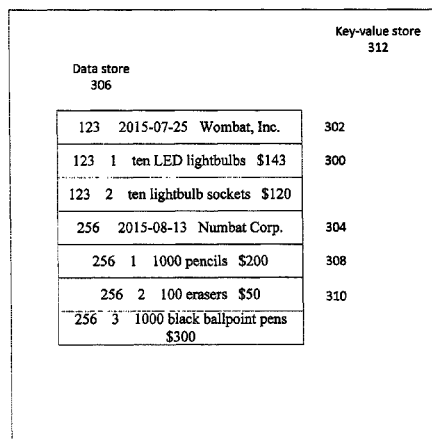 Key-value store
312
Data store
306
123 2015-07-25 Wombat, Inc. 302
123 1 ten LED lightbulbs $143 300
123 2 ten lightbulb sockets $120
256 2015-08-13 Numbat Corp. 304
256 1 1000 pencils $200 308
256 2 100 erasers $50 310
256 3 1000 black ballpoint pens
$300